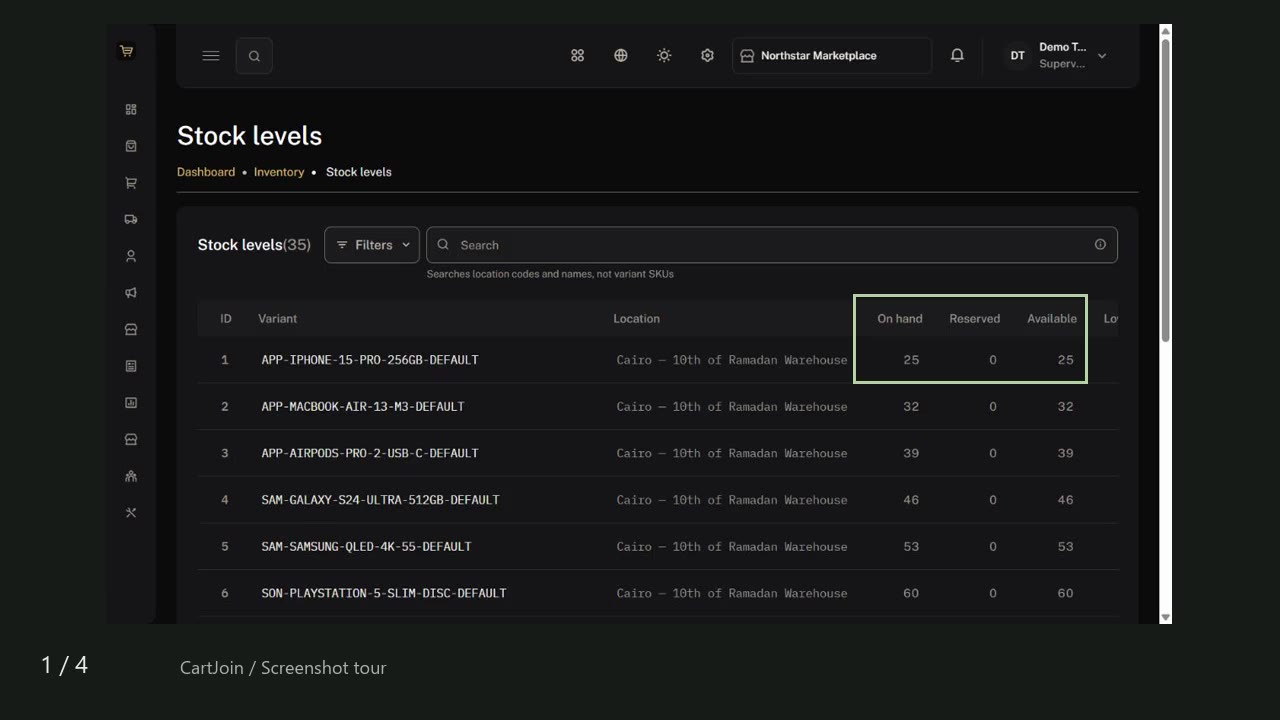 Northstar Marketplace
DT
Demo T...
Superv...
Stock levels
Dashboard • Inventory • Stock levels
Stock levels(35)
Filters
Search
Searches location codes and names, not variant SKUs
ID Variant Location On hand Reserved Available
1 APP-IPHONE-15-PRO-256GB-DEFAULT Cairo — 10th of Ramadan Warehouse 25 0 25
2 APP-MACBOOK-AIR-13-M3-DEFAULT Cairo — 10th of Ramadan Warehouse 32 0 32
3 APP-AIRPODS-PRO-2-USB-C-DEFAULT Cairo — 10th of Ramadan Warehouse 39 0 39
4 SAM-GALAXY-S24-ULTRA-512GB-DEFAULT Cairo — 10th of Ramadan Warehouse 46 0 46
5 SAM-SAMSUNG-QLED-4K-55-DEFAULT Cairo — 10th of Ramadan Warehouse 53 0 53
6 SON-PLAYSTATION-5-SLIM-DISC-DEFAULT Cairo — 10th of Ramadan Warehouse 60 0 60
1 / 4
CartJoin / Screenshot tour